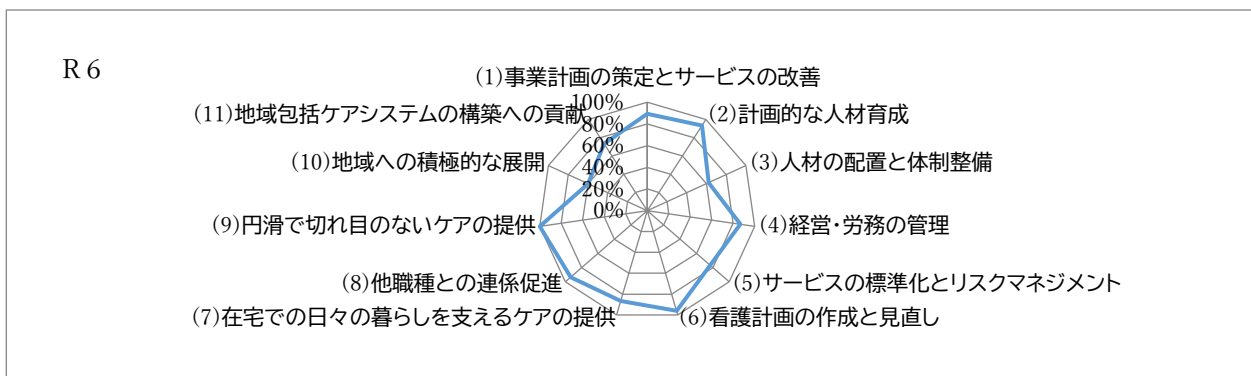 R 6
(1)事業計画の策定とサービスの改善
(2)計画的な人材育成
(3)人材の配置と体制整備
(4)経営・労務の管理
(5)サービスの標準化とリスクマネジメント
(6)看護計画の作成と見直し
(7)在宅での日々の暮らしを支えるケアの提供
(8)他職種との連係促進
(9)円滑で切れ目のないケアの提供
(10)地域への積極的な展開
(11)地域包括ケアシステムの構築への貢献
100%
80%
60%
40%
20%
0%